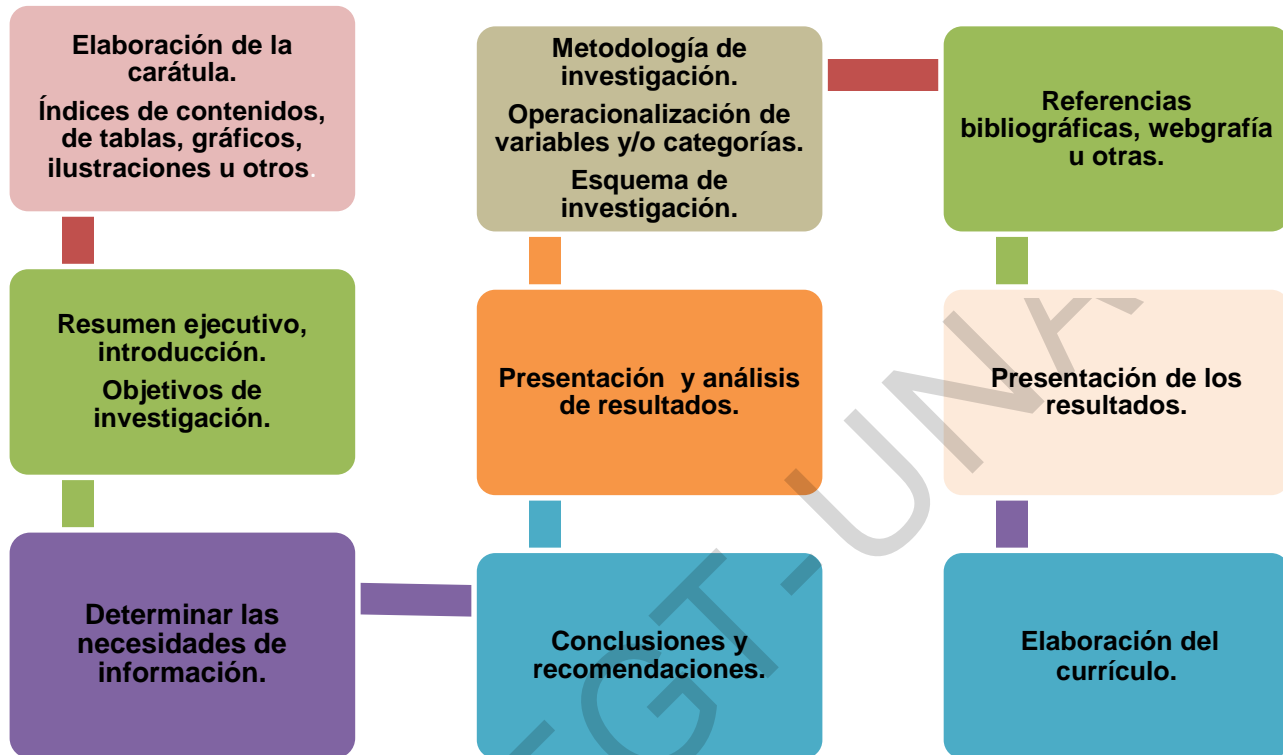 Elaboración de la
carátula.
Índices de contenidos,
de tablas, gráficos,
ilustraciones u otros.
Resumen ejecutivo,
introducción.
Objetivos de
investigación.
Determinar las
necesidades de
información.
Conclusiones y
recomendaciones.
Presentación y análisis
de resultados.
Metodología de
investigación.
Operacionalización de
variables y/o categorías.
Esquema de
investigación.
Referencias
bibliográficas, webgrafía
u otras.
Presentación de los
resultados.
Elaboración del
currículo.
GT-UNA